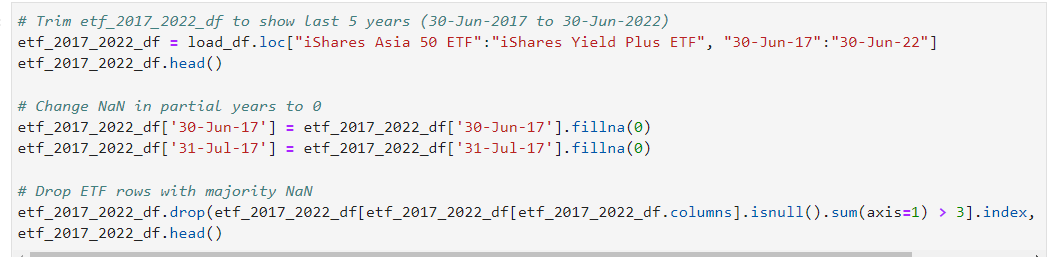 # Trim etf_2017_2022_df to show last 5 years (30-Jun-2017 to 30-Jun-2022)
etf_2017_2022_df = load_df.loc["iShares Asia 50 ETF":"iShares Yield Plus ETF", "30-Jun-17":"30-Jun-22"]
etf_2017_2022_df.head()
# Change NaN in partial years to 0
etf_2017_2022_df['30-Jun-17'] = etf_2017_2022_df['30-Jun-17'].fillna(0)
etf_2017_2022_df['31-Jul-17'] = etf_2017_2022_df['31-Jul-17'].fillna(0)
# Drop ETF rows with majority NaN
etf_2017_2022_df.drop(etf_2017_2022_df[etf_2017_2022_df[etf_2017_2022_df.columns].isnull().sum(axis=1) > 3].index,
etf_2017_2022_df.head()